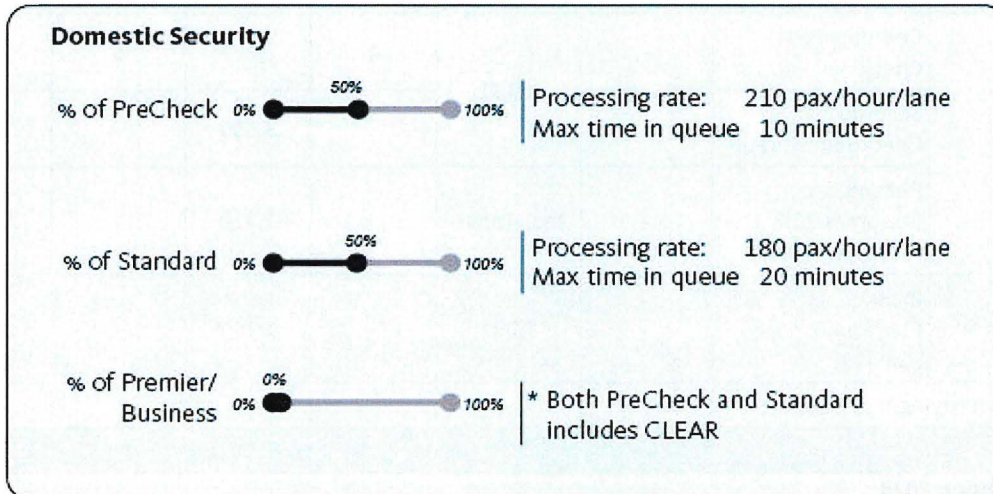 Domestic Security
50%
% of PreCheck 0% 100%
Processing rate: 210 pax/hour/lane
Max time in queue 10 minutes
50%
% of Standard 0% 100%
Processing rate: 180 pax/hour/lane
Max time in queue 20 minutes
0%
% of Premier/
Business 0% 100%
* Both PreCheck and Standard
includes CLEAR